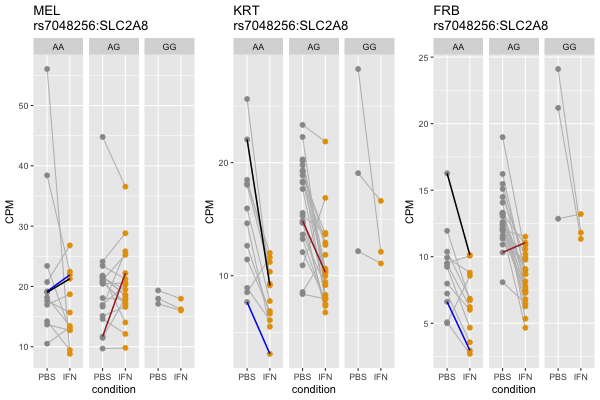 MEL
rs7048256:SLC2A8
AA
AG
GG
50
40
30
20
10
CPM
PBS IFN
PBS IFN
PBS IFN
condition
KRT
rs7048256:SLC2A8
AA
AG
GG
20
10
CPM
PBS IFN
PBS IFN
PBS IFN
condition
FRB
rs7048256:SLC2A8
AA
AG
GG
25
20
15
10
5
CPM
PBS IFN
PBS IFN
PBS IFN
condition